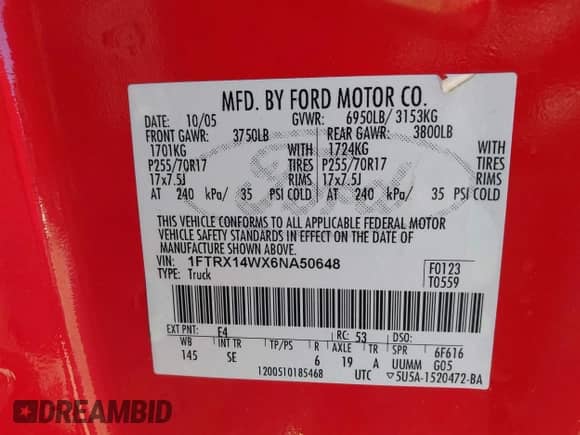 MFD. BY FORD MOTOR CO.
DATE: 10/05 GVWR: 6950LB/ 3153KG
FRONT GAWR: 3750LB REAR GAWR: 3800LB
1701KG WITH 1724KG WITH
P255/70R17 TIRES P255/70R17 TIRES
17x7.5J RIMS 17x7.5J RIMS
AT 240 kPa/ 35 PSI COLD AT 240 kPa/ 35 PSI COLD
THIS VEHICLE CONFORMS TO ALL APPLICABLE FEDERAL MOTOR
VEHICLE SAFETY STANDARDS IN EFFECT ON THE DATE OF
MANUFACTURE SHOWN ABOVE.
VIN: 1FTRX14WX6NA50648 F0123
TYPE: Truck T0559
EXT PNT: E4 RC: 53 DSO:
WB INT TR TP/PS R AXLE TR SPR 6F616
145 SE 6 19 A UUMM G05
1200510185468 UTC ▽5U5A-1520472-BA
Ford
DREAMBID